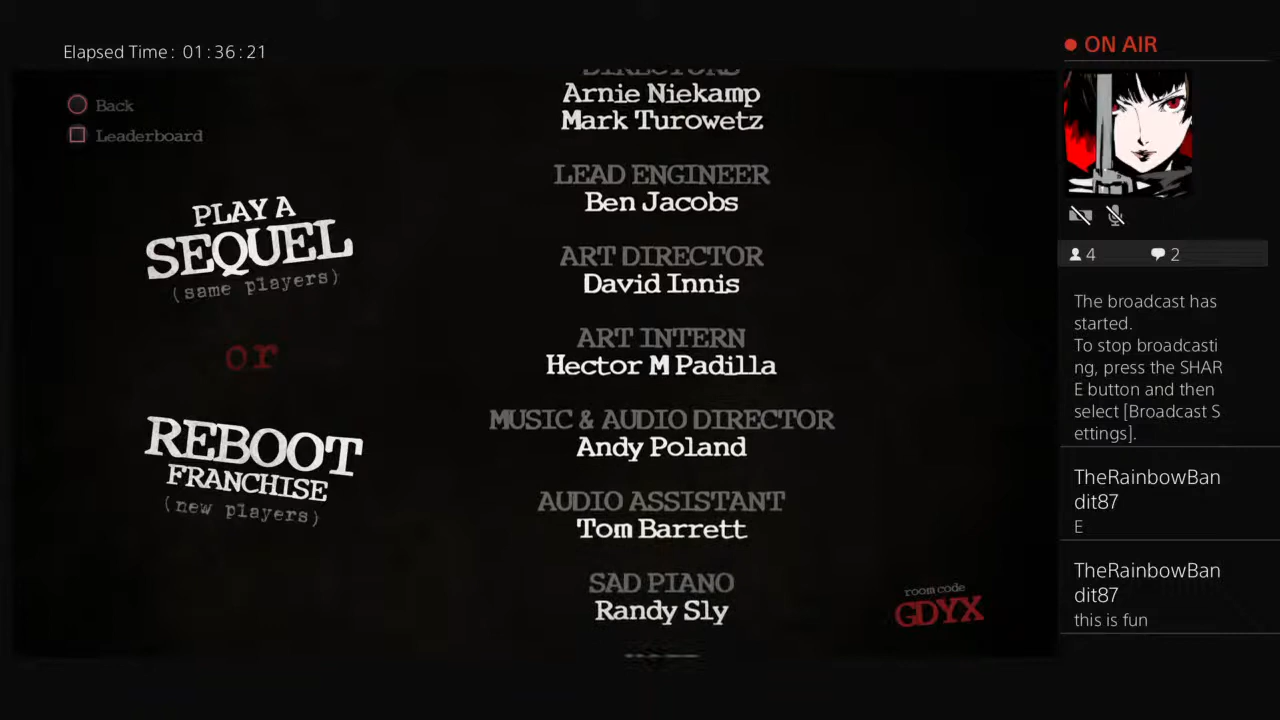 Elapsed Time: 01:36:21
Back
Leaderboard
PLAY A
SEQUEL
(same players)
or
REBOOT
FRANCHISE
(new players)
DIRECTORS
Arnie Niekamp
Mark Turowetz
LEAD ENGINEER
Ben Jacobs
ART DIRECTOR
David Innis
ART INTERN
Hector M Padilla
MUSIC & AUDIO DIRECTOR
Andy Poland
AUDIO ASSISTANT
Tom Barrett
SAD PIANO
Randy Sly
room code
GDYX
ON AIR
4
2
The broadcast has
started.
To stop broadcasti
ng, press the SHAR
E button and then
select [Broadcast S
ettings].
TheRainbowBan
dit87
E
TheRainbowBan
dit87
this is fun